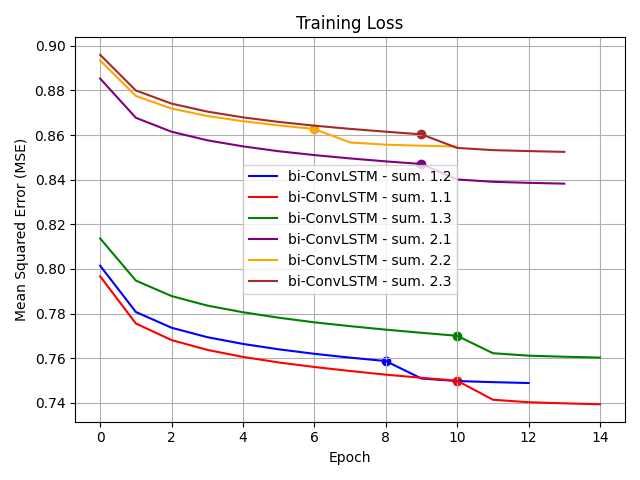 Training Loss
Mean Squared Error (MSE)
0.90
0.88
0.86
0.84
0.82
0.80
0.78
0.76
0.74
bi-ConvLSTM - sum. 1.2
bi-ConvLSTM - sum. 1.1
bi-ConvLSTM - sum. 1.3
bi-ConvLSTM - sum. 2.1
bi-ConvLSTM - sum. 2.2
bi-ConvLSTM - sum. 2.3
0 2 4 6 8 10 12 14
Epoch